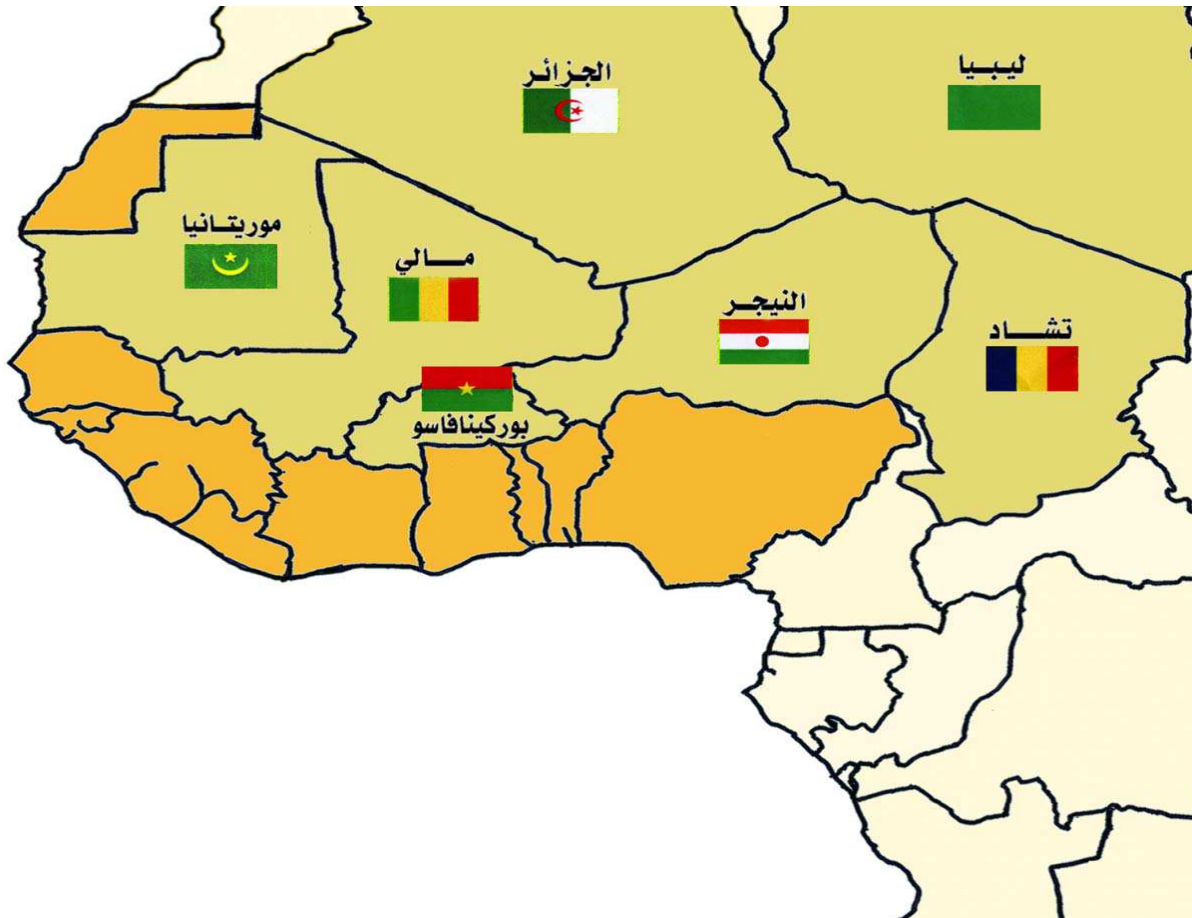 الجزائر
ليبيا
موريتانيا
مالي
النيجر
تشاد
بوركينافاسو